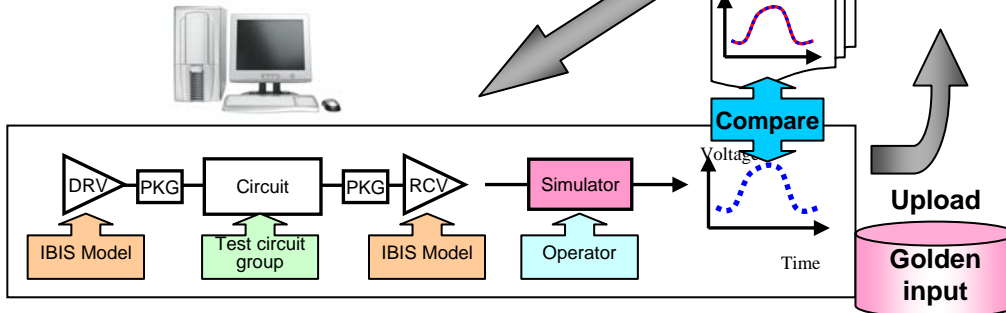 Compare
Voltage
DRV
PKG
Circuit
PKG
RCV
Simulator
IBIS Model
Test circuit
group
IBIS Model
Operator
Time
Upload
Golden
input